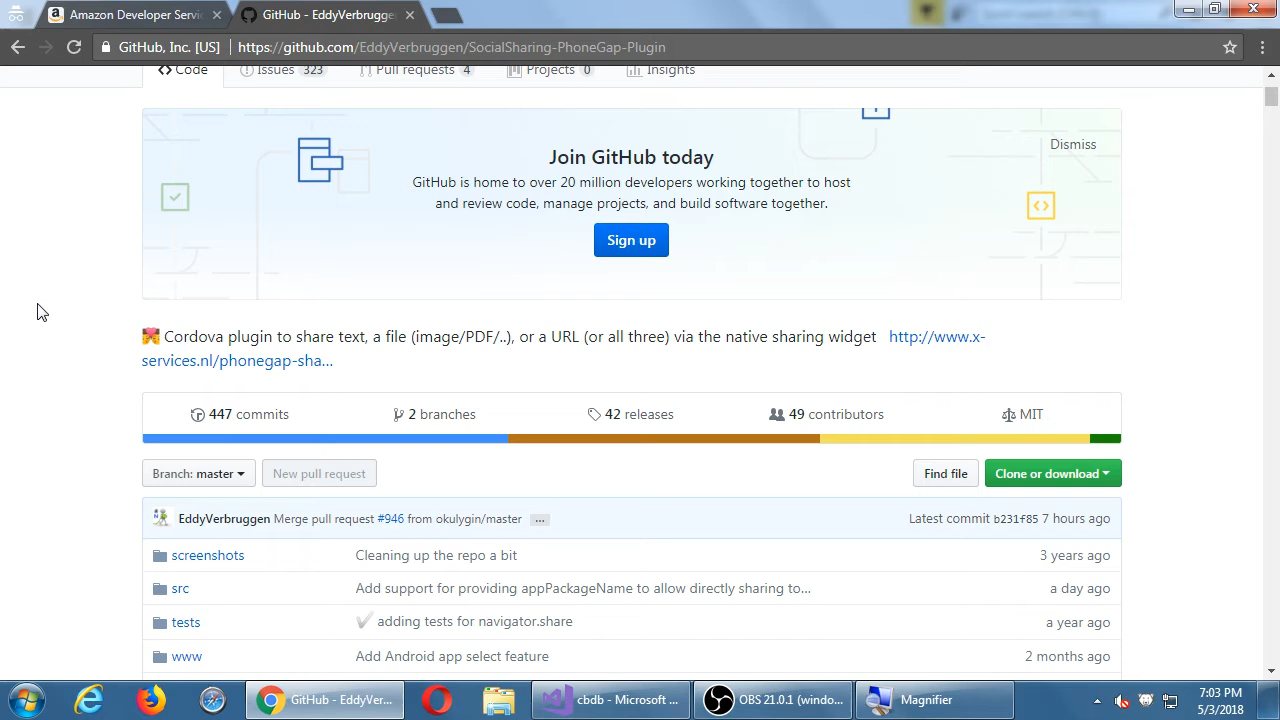 Amazon Developer Servi
GitHub - EddyVerbrugge
GitHub, Inc. [US] https://github.com/EddyVerbruggen/SocialSharing-PhoneGap-Plugin
Code Issues 323 Pull requests 4 Projects 0 Insights
Join GitHub today
Dismiss
GitHub is home to over 20 million developers working together to host
and review code, manage projects, and build software together.
Sign up
Cordova plugin to share text, a file (image/PDF/..), or a URL (or all three) via the native sharing widget http://www.x-
services.nl/phonegap-sha...
447 commits 2 branches 42 releases 49 contributors MIT
Branch: master New pull request Find file Clone or download
EddyVerbruggen Merge pull request #946 from okulygin/master ... Latest commit b231f85 7 hours ago
screenshots Cleaning up the repo a bit 3 years ago
src Add support for providing appPackageName to allow directly sharing to... a day ago
tests adding tests for navigator.share a year ago
www Add Android app select feature 2 months ago
GitHub - EddyVer... cbdb - Microsoft ... OBS 21.0.1 (windo... Magnifier
7:03 PM
5/3/2018